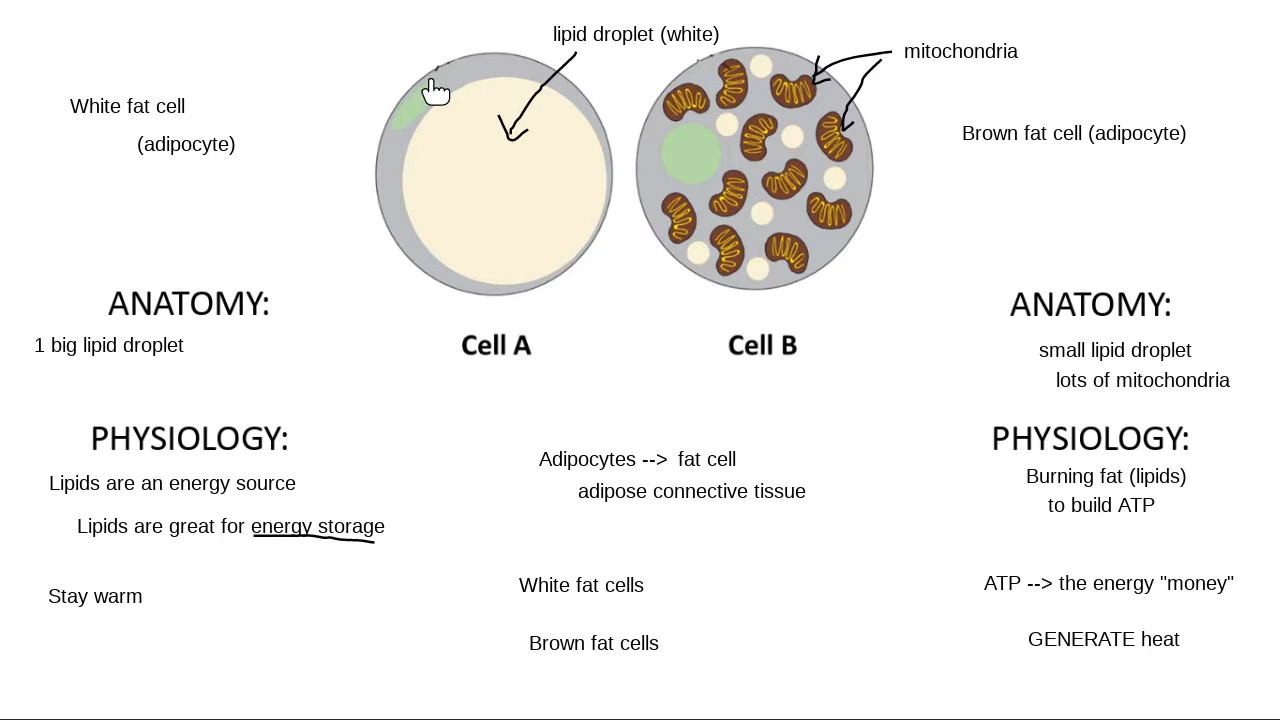 lipid droplet (white)
mitochondria
White fat cell
(adipocyte)
Brown fat cell (adipocyte)
Cell A
Cell B
ANATOMY:
1 big lipid droplet
ANATOMY:
small lipid droplet
lots of mitochondria
PHYSIOLOGY:
Lipids are an energy source
Lipids are great for energy storage
Stay warm
Adipocytes --> fat cell
adipose connective tissue
White fat cells
Brown fat cells
PHYSIOLOGY:
Burning fat (lipids)
to build ATP
ATP --> the energy "money"
GENERATE heat